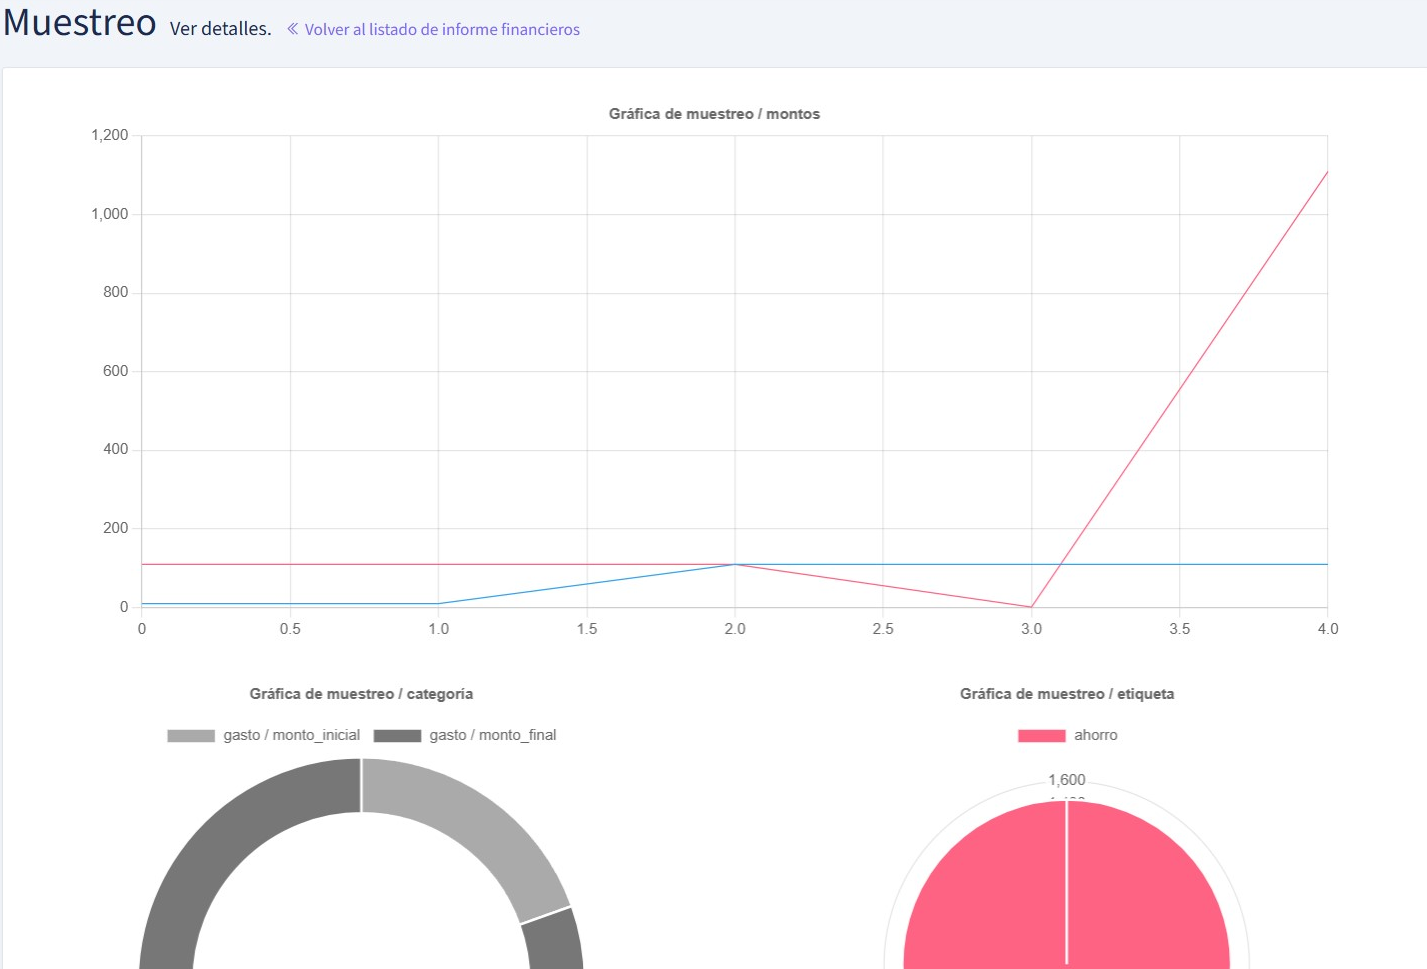 Muestreo Ver detalles. « Volver al listado de informe financieros
Gráfica de muestreo / montos
1,200
1,000
800
600
400
200
0
0 0.5 1.0 1.5 2.0 2.5 3.0 3.5 4.0
Gráfica de muestreo / categoría
gasto / monto_inicial gasto / monto_final
Gráfica de muestreo / etiqueta
ahorro
1,600